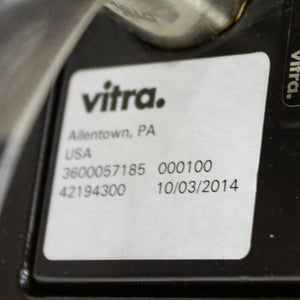 vitra.
Allentown, PA
USA
3600057185 000100
42194300 10/03/2014
vitra.